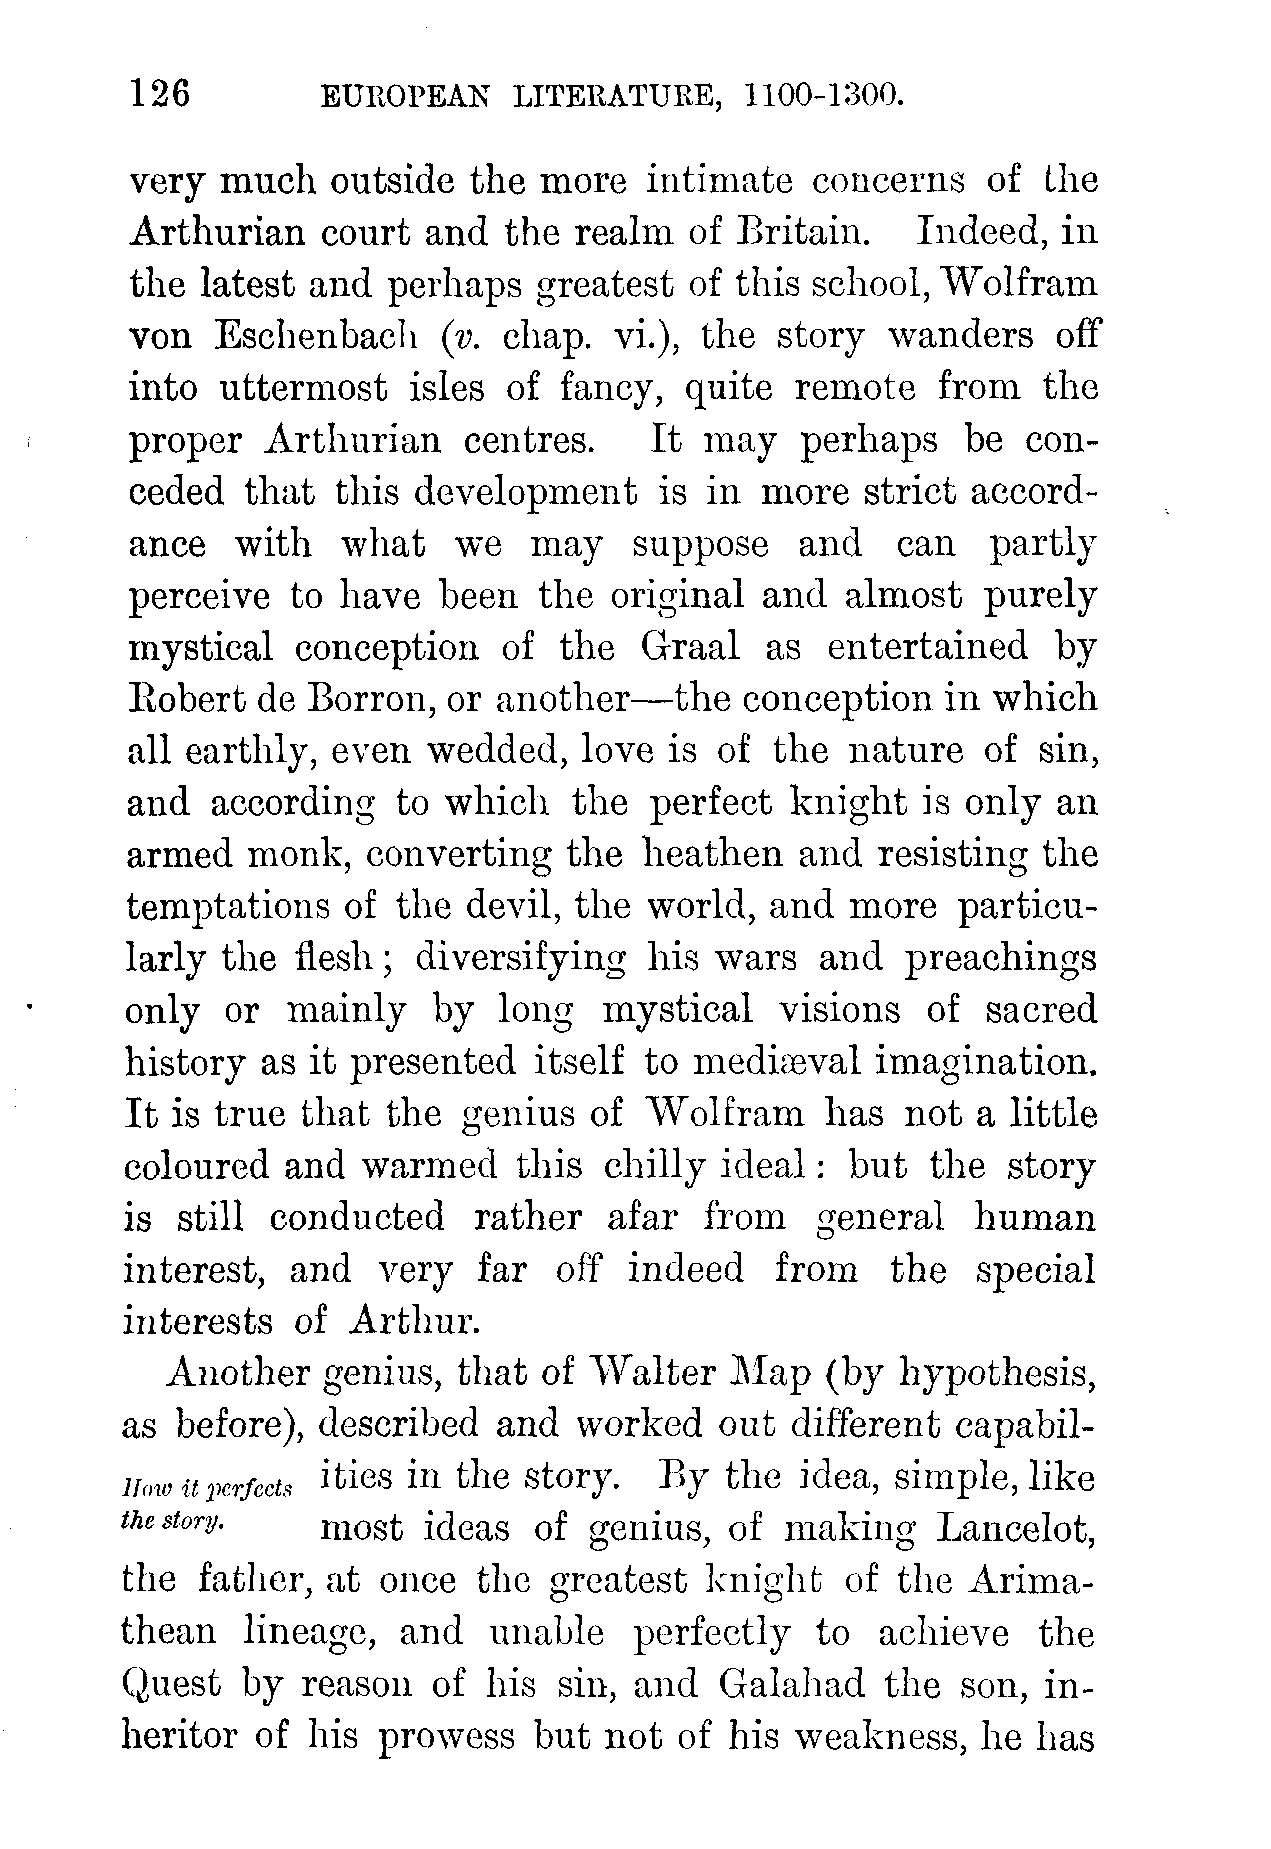 126 EUROPEAN LITERATURE, 1100-1300.
very much outside the more intimate concerns of the
Arthurian court and the realm of Britain. Indeed, in
the latest and perhaps greatest of this school, Wolfram
von Eschenbach (v. chap. vi.), the story wanders off
into uttermost isles of fancy, quite remote from the
proper Arthurian centres. It may perhaps be con-
ceded that this development is in more strict accord-
ance with what we may suppose and can partly
perceive to have been the original and almost purely
mystical conception of the Graal as entertained by
Robert de Borron, or another—the conception in which
all earthly, even wedded, love is of the nature of sin,
and according to which the perfect knight is only an
armed monk, converting the heathen and resisting the
temptations of the devil, the world, and more particu-
larly the flesh; diversifying his wars and preachings
only or mainly by long mystical visions of sacred
history as it presented itself to mediæval imagination.
It is true that the genius of Wolfram has not a little
coloured and warmed this chilly ideal: but the story
is still conducted rather afar from general human
interest, and very far off indeed from the special
interests of Arthur.
Another genius, that of Walter Map (by hypothesis,
as before), described and worked out different capabil-
How it perfects ities in the story. By the idea, simple, like
the story. most ideas of genius, of making Lancelot,
the father, at once the greatest knight of the Arima-
thean lineage, and unable perfectly to achieve the
Quest by reason of his sin, and Galahad the son, in-
heritor of his prowess but not of his weakness, he has